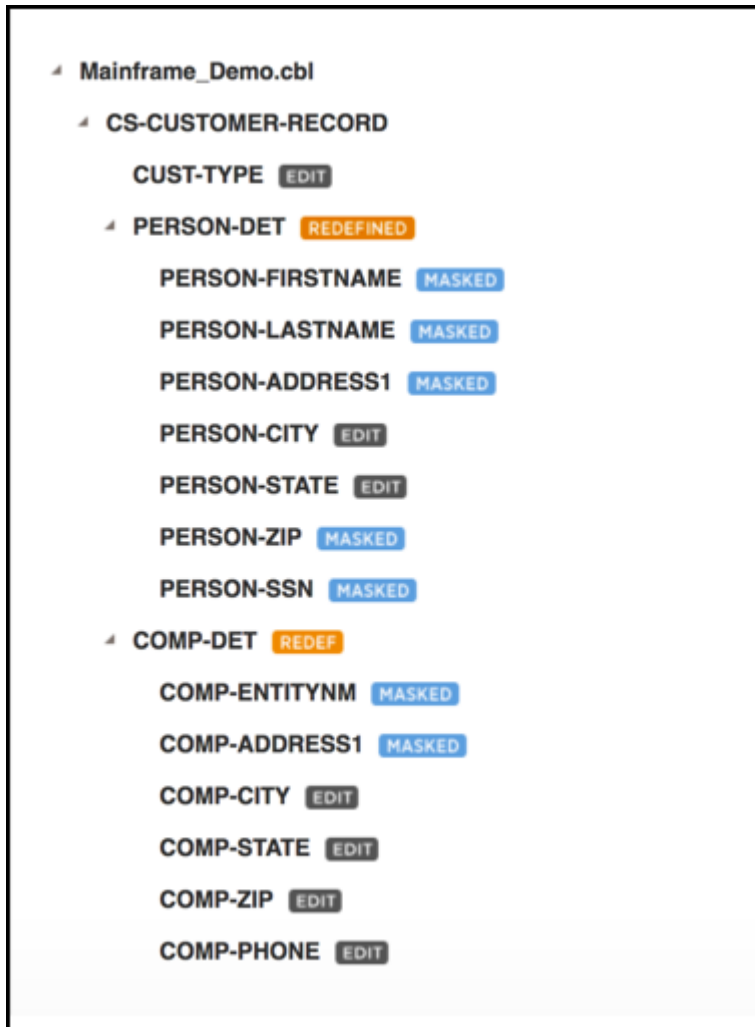 Mainframe_Demo.cbl
CS-CUSTOMER-RECORD
CUST-TYPE EDIT
PERSON-DET REDEFINED
PERSON-FIRSTNAME MASKED
PERSON-LASTNAME MASKED
PERSON-ADDRESS1 MASKED
PERSON-CITY EDIT
PERSON-STATE EDIT
PERSON-ZIP MASKED
PERSON-SSN MASKED
COMP-DET REDEF
COMP-ENTITYNM MASKED
COMP-ADDRESS1 MASKED
COMP-CITY EDIT
COMP-STATE EDIT
COMP-ZIP EDIT
COMP-PHONE EDIT